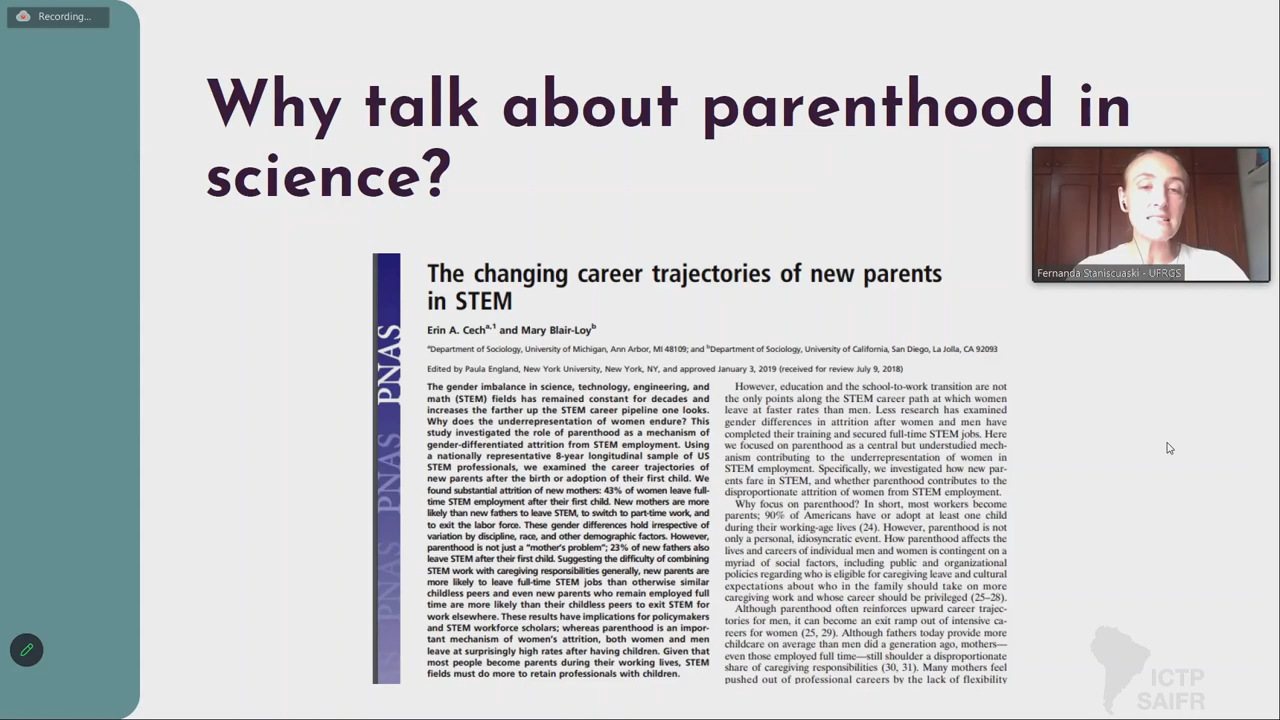 Recording...
Why talk about parenthood in
science?
Fernanda Staniscuaski - UFRGS
PNAS
PNAS
PNAS
The changing career trajectories of new parents
in STEM
Erin A. Cecha,1 and Mary Blair-Loyb
aDepartment of Sociology, University of Michigan, Ann Arbor, MI 48109; and bDepartment of Sociology, University of California, San Diego, La Jolla, CA 92093
Edited by Paula England, New York University, New York, NY, and approved January 3, 2019 (received for review July 9, 2018)
The gender imbalance in science, technology, engineering, and
math (STEM) fields has remained constant for decades and
increases the farther up the STEM career pipeline one looks.
Why does the underrepresentation of women endure? This
study investigated the role of parenthood as a mechanism of
gender-differentiated attrition from STEM employment. Using
a nationally representative 8-year longitudinal sample of US
STEM professionals, we examined the career trajectories of
new parents after the birth or adoption of their first child. We
found substantial attrition of new mothers: 43% of women leave full-
time STEM employment after their first child. New mothers are more
likely than new fathers to leave STEM, to switch to part-time work, and
to exit the labor force. These gender differences hold irrespective of
variation by discipline, race, and other demographic factors. However,
parenthood is not just a "mother's problem"; 23% of new fathers also
leave STEM after their first child. Suggesting the difficulty of combining
STEM work with caregiving responsibilities generally, new parents are
more likely to leave full-time STEM jobs than otherwise similar
childless peers and even new parents who remain employed full
time are more likely than their childless peers to exit STEM for
work elsewhere. These results have implications for policymakers
and STEM workforce scholars; whereas parenthood is an impor-
tant mechanism of women's attrition, both women and men
leave at surprisingly high rates after having children. Given that
most people become parents during their working lives, STEM
fields must do more to retain professionals with children.
However, education and the school-to-work transition are not
the only points along the STEM career path at which women
leave at faster rates than men. Less research has examined
gender differences in attrition after women and men have
completed their training and secured full-time STEM jobs. Here
we focused on parenthood as a central but understudied mech-
anism contributing to the underrepresentation of women in
STEM employment. Specifically, we investigated how new par-
ents fare in STEM, and whether parenthood contributes to the
disproportionate attrition of women from STEM employment.
Why focus on parenthood? In short, most workers become
parents; 90% of Americans have or adopt at least one child
during their working-age lives (24). However, parenthood is not
only a personal, idiosyncratic event. How parenthood affects the
lives and careers of individual men and women is contingent on a
myriad of social factors, including public and organizational
policies regarding who is eligible for caregiving leave and cultural
expectations about who in the family should take on more
caregiving work and whose career should be privileged (25–28).
Although parenthood often reinforces upward career trajec-
tories for men, it can become an exit ramp out of intensive ca-
reers for women (25, 29). Although fathers today provide more
childcare on average than men did a generation ago, mothers—
even those employed full time—still shoulder a disproportionate
share of caregiving responsibilities (30, 31). Many mothers feel
pushed out of professional careers by the lack of flexibility
ICTP
SAIFR